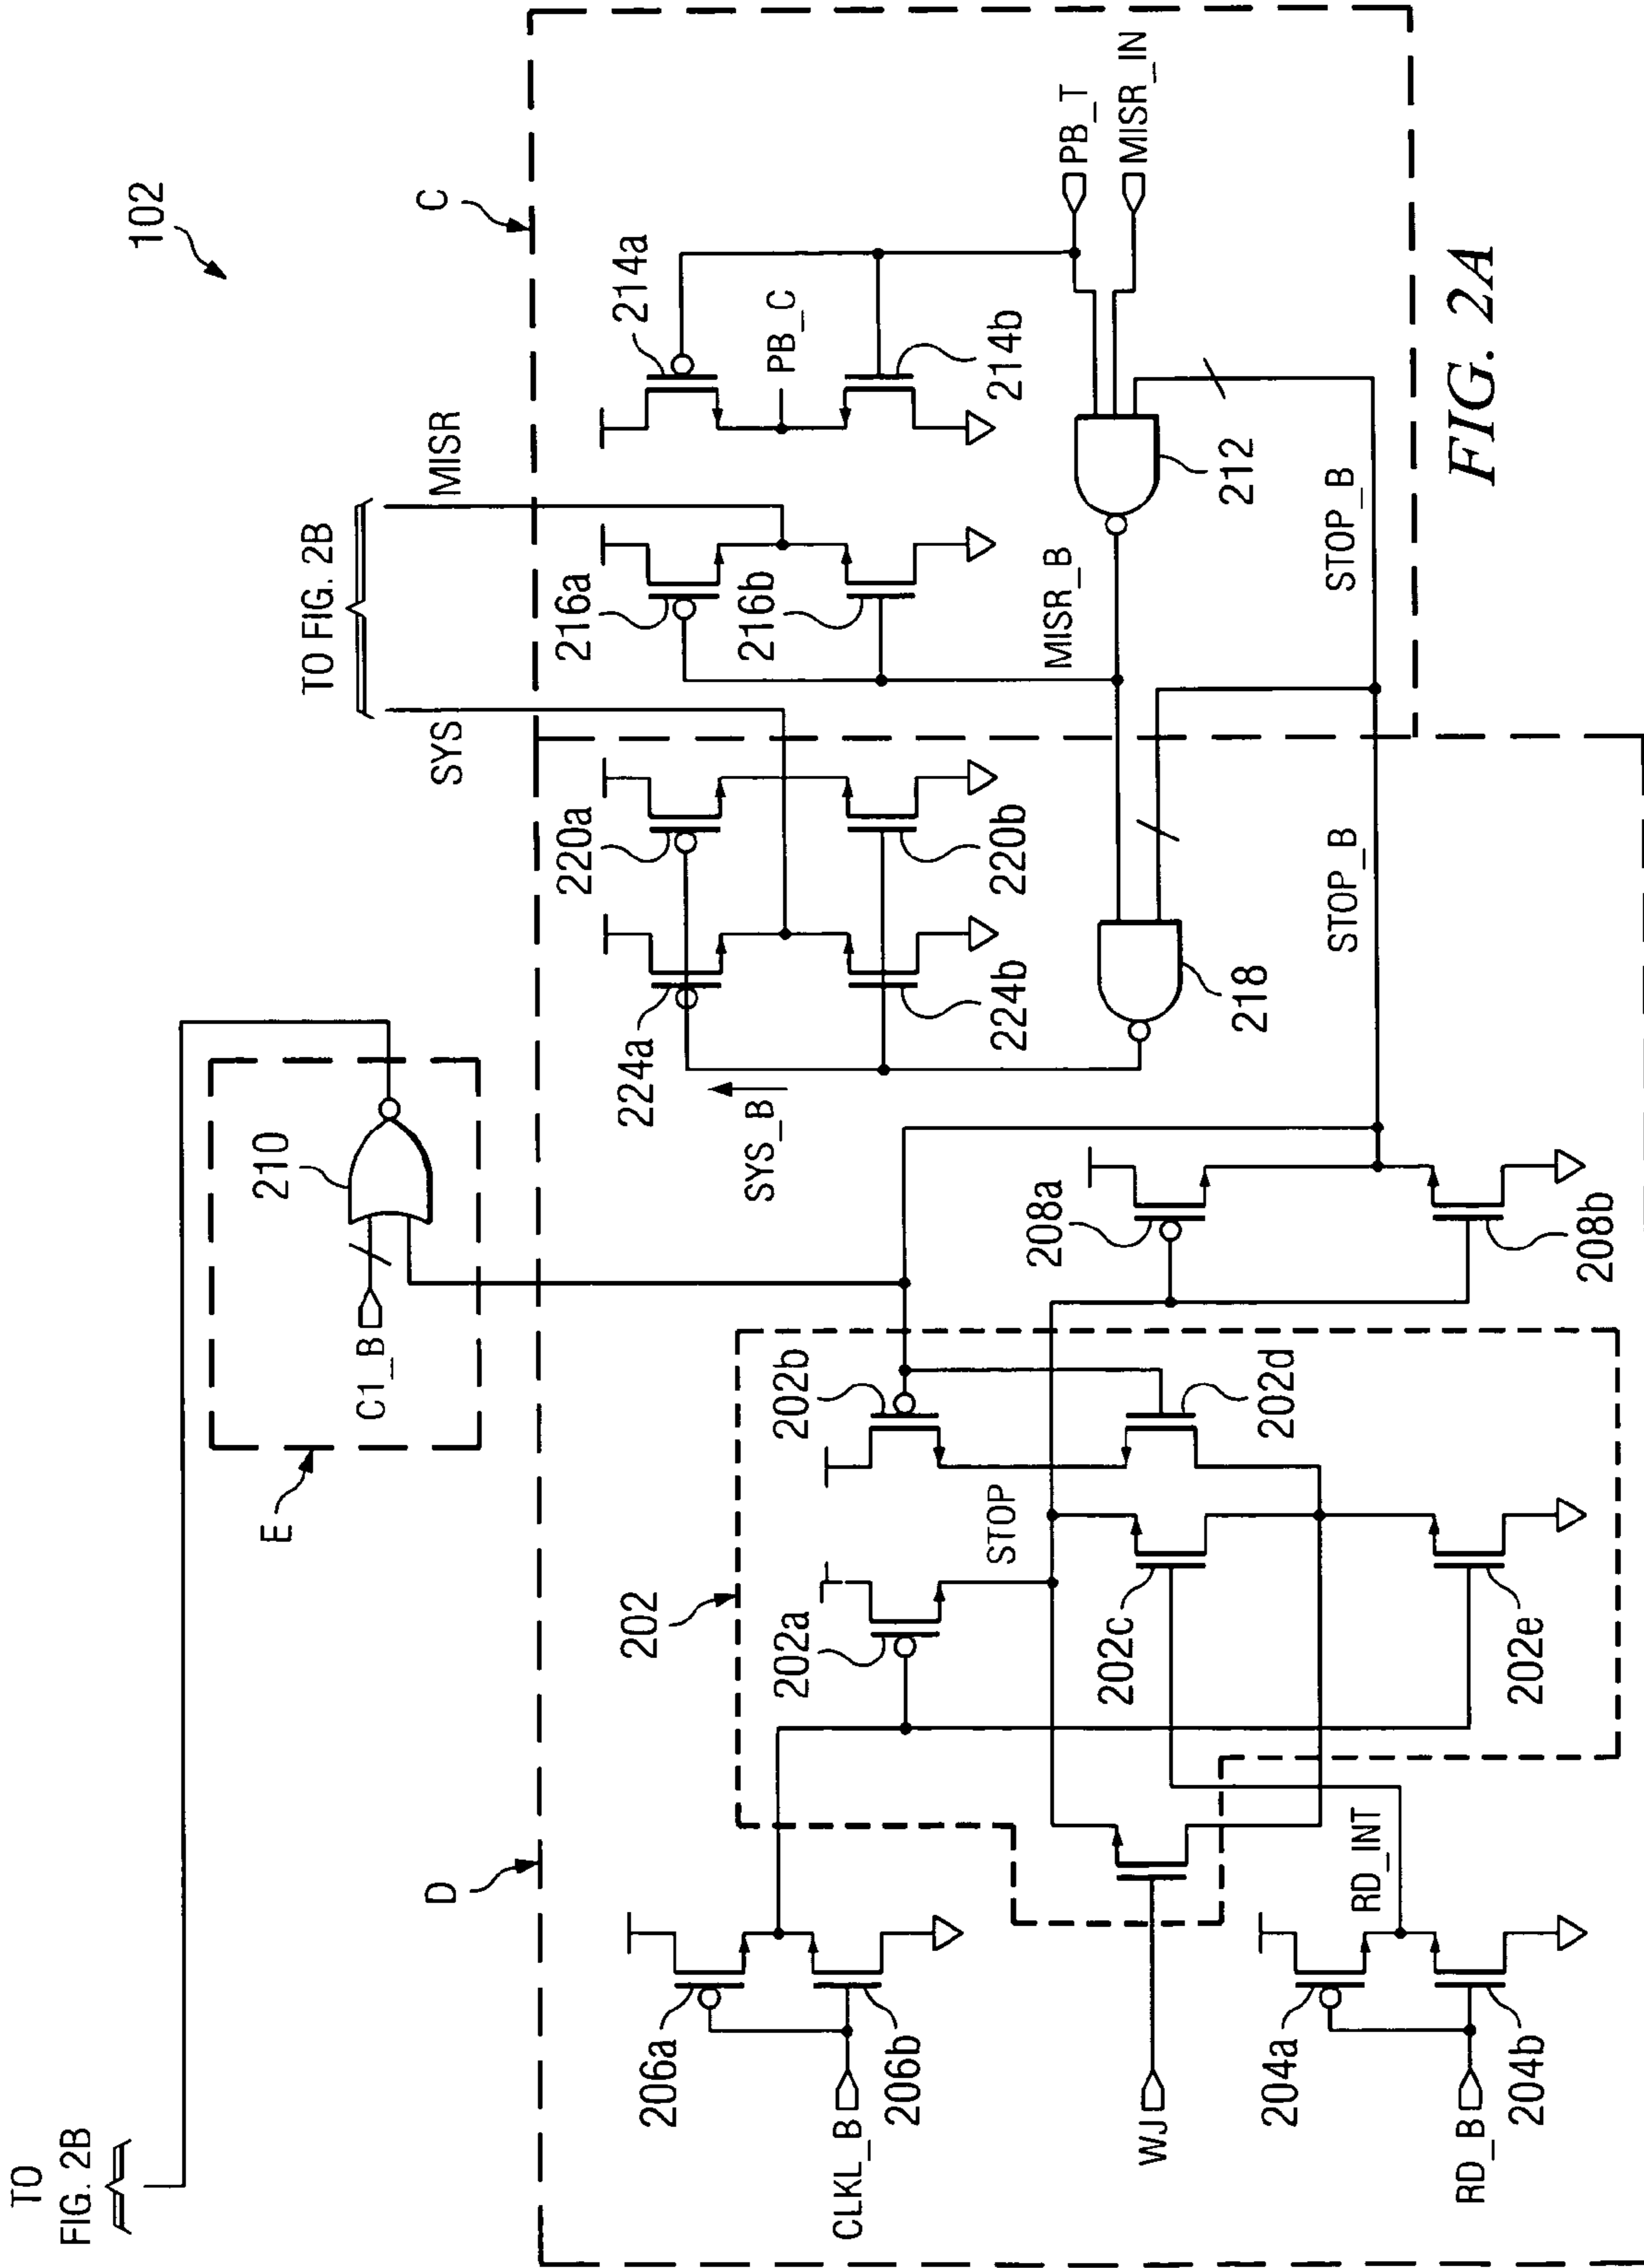 102
TO
FIG. 2B
TO FIG. 2B
E
210
C1_B
D
C
SYS
MISR
224a
220a
216a
214a
PB_C
224b
220b
216b
214b
SYS_B
MISR_B
PB_T
MISR_IN
218
212
STOP_B
STOP_B
206a
206b
CLKL_B
202
202a
202b
STOP
208a
202c
202d
WJ
204a
RD_INT
204b
RD_B
202e
208b
FIG. 2A